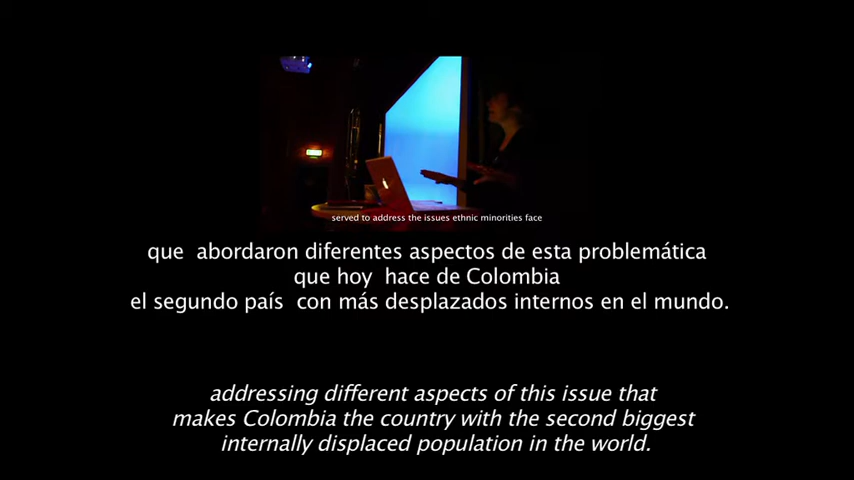 served to address the issues ethnic minorities face
que abordaron diferentes aspectos de esta problemática
que hoy hace de Colombia
el segundo país con más desplazados internos en el mundo.
addressing different aspects of this issue that
makes Colombia the country with the second biggest
internally displaced population in the world.